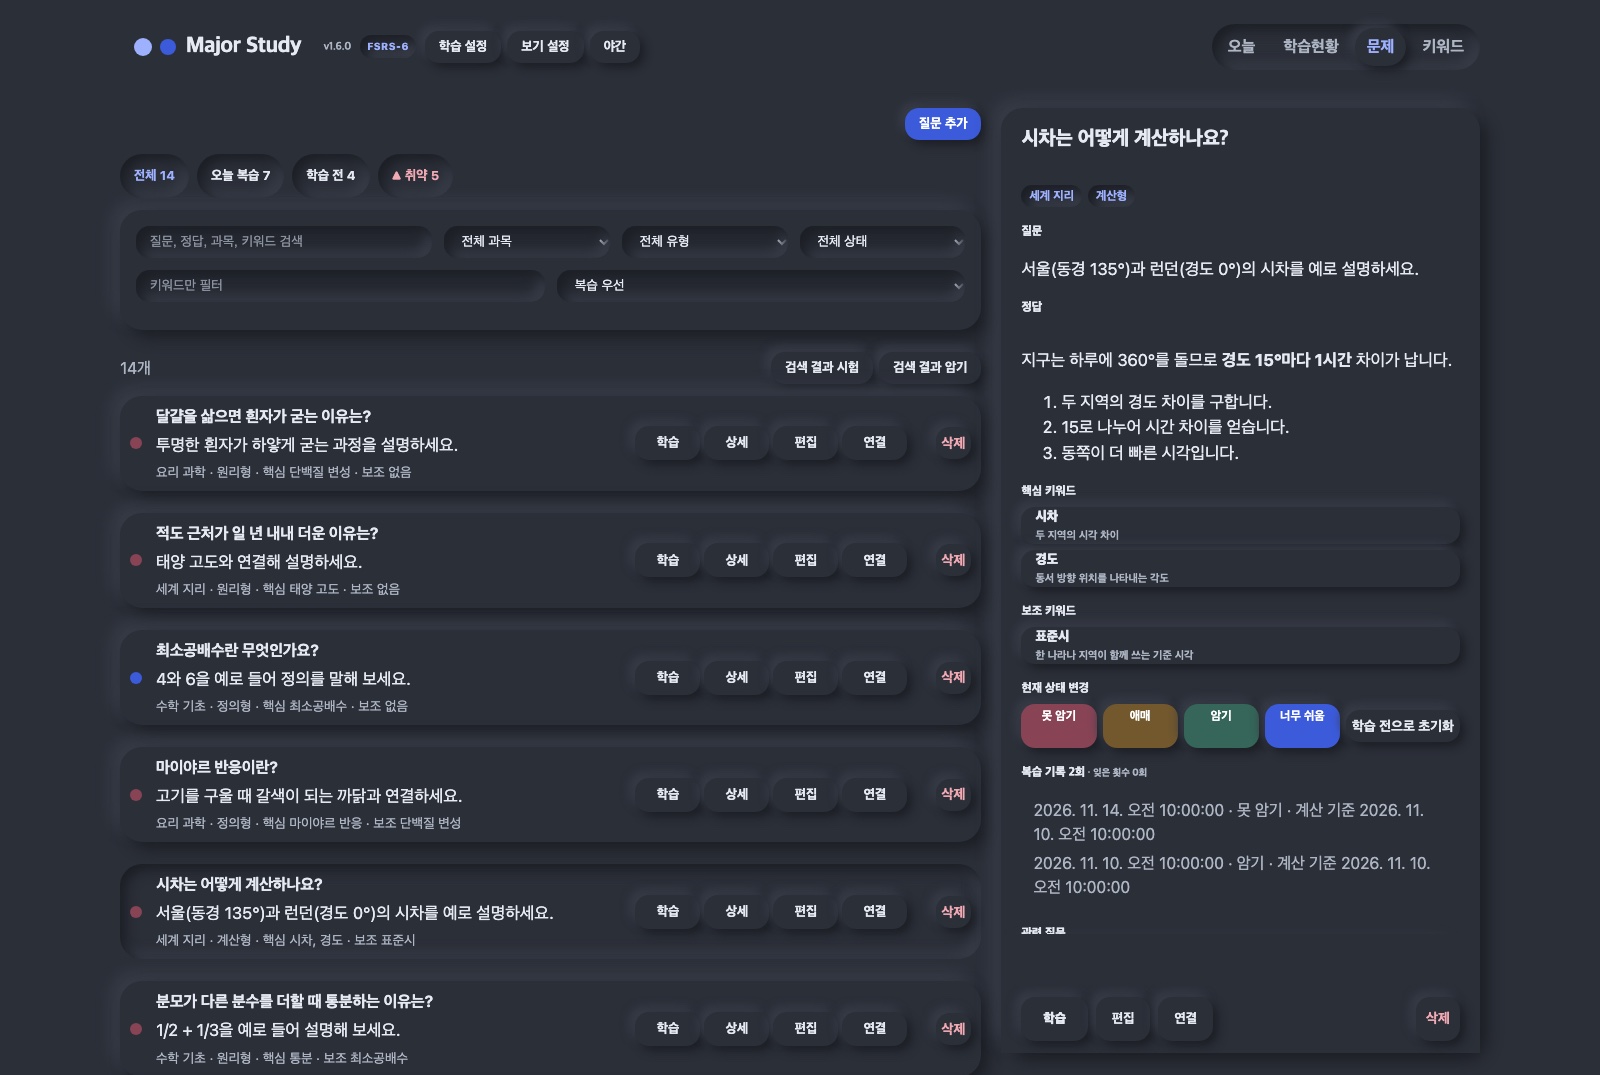 Major Study v1.6.0 FSRS-6 학습 설정 보기 설정 야간
오늘 학습현황 문제 키워드
질문 추가
전체 14 오늘 복습 7 학습 전 4 ▲ 취약 5
질문, 정답, 과목, 키워드 검색 전체 과목 전체 유형 전체 상태
키워드만 필터 복습 우선
14개 검색 결과 시험 검색 결과 암기
달걀을 삶으면 흰자가 굳는 이유는?
투명한 흰자가 하얗게 굳는 과정을 설명하세요.
요리 과학 · 원리형 · 핵심 단백질 변성 · 보조 없음
학습 상세 편집 연결 삭제
적도 근처가 일 년 내내 더운 이유는?
태양 고도와 연결해 설명하세요.
세계 지리 · 원리형 · 핵심 태양 고도 · 보조 없음
학습 상세 편집 연결 삭제
최소공배수란 무엇인가요?
4와 6을 예로 들어 정의를 말해 보세요.
수학 기초 · 정의형 · 핵심 최소공배수 · 보조 없음
학습 상세 편집 연결 삭제
마이야르 반응이란?
고기를 구울 때 갈색이 되는 까닭과 연결하세요.
요리 과학 · 정의형 · 핵심 마이야르 반응 · 보조 단백질 변성
학습 상세 편집 연결 삭제
시차는 어떻게 계산하나요?
서울(동경 135°)과 런던(경도 0°)의 시차를 예로 설명하세요.
세계 지리 · 계산형 · 핵심 시차, 경도 · 보조 표준시
학습 상세 편집 연결 삭제
분모가 다른 분수를 더할 때 통분하는 이유는?
1/2 + 1/3을 예로 들어 설명해 보세요.
수학 기초 · 원리형 · 핵심 통분 · 보조 최소공배수
학습 상세 편집 연결 삭제
시차는 어떻게 계산하나요?
세계 지리 계산형
질문
서울(동경 135°)과 런던(경도 0°)의 시차를 예로 설명하세요.
정답
지구는 하루에 360°를 돌므로 경도 15°마다 1시간 차이가 납니다.
1. 두 지역의 경도 차이를 구합니다.
2. 15로 나누어 시간 차이를 얻습니다.
3. 동쪽이 더 빠른 시각입니다.
핵심 키워드
시차
두 지역의 시각 차이
경도
동서 방향 위치를 나타내는 각도
보조 키워드
표준시
한 나라나 지역이 함께 쓰는 기준 시각
현재 상태 변경
못 암기 애매 암기 너무 쉬움 학습 전으로 초기화
복습 기록 2회 · 잊은 횟수 0회
2026. 11. 14. 오전 10:00:00 · 못 암기 · 계산 기준 2026. 11.
10. 오전 10:00:00
2026. 11. 10. 오전 10:00:00 · 암기 · 계산 기준 2026. 11. 10.
오전 10:00:00
관련 질문
학습 편집 연결 삭제